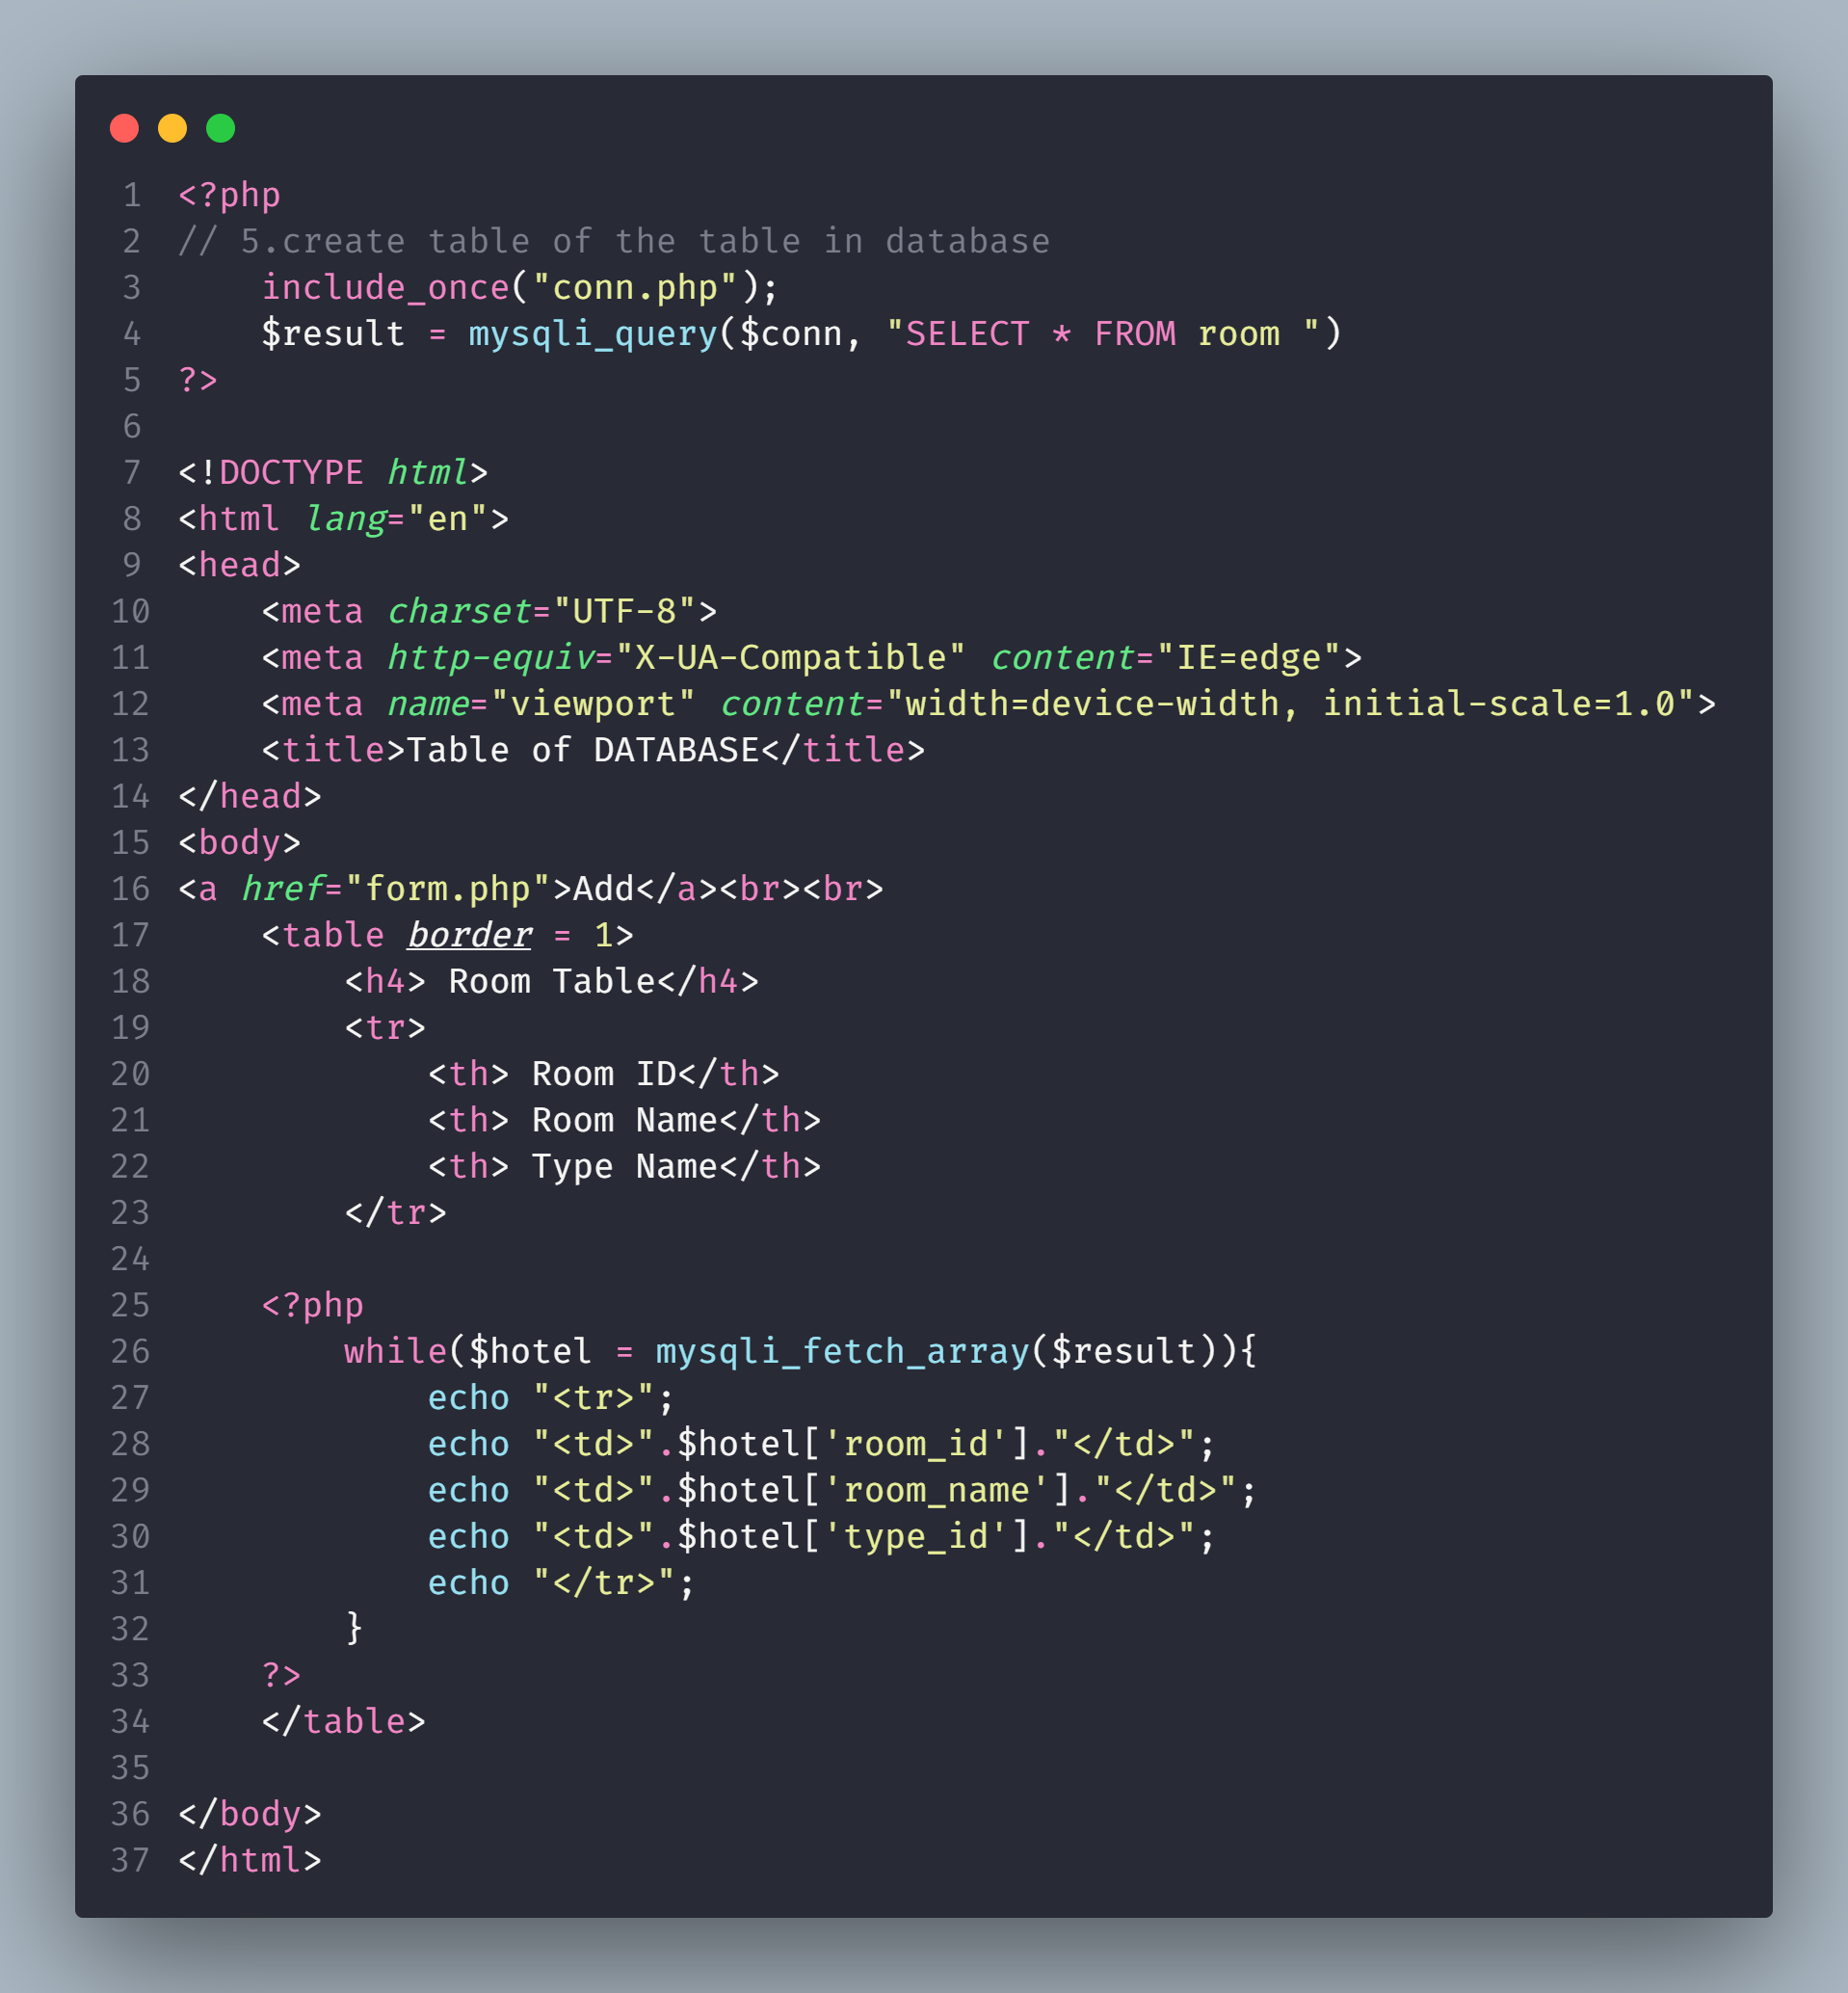 1 <?php
2 // 5.create table of the table in database
3     include_once("conn.php");
4     $result = mysqli_query($conn, "SELECT * FROM room ")
5 ?>
6
7 <!DOCTYPE html>
8 <html lang="en">
9 <head>
10     <meta charset="UTF-8">
11     <meta http-equiv="X-UA-Compatible" content="IE=edge">
12     <meta name="viewport" content="width=device-width, initial-scale=1.0">
13     <title>Table of DATABASE</title>
14 </head>
15 <body>
16 <a href="form.php">Add</a><br><br>
17     <table border = 1>
18         <h4> Room Table</h4>
19         <tr>
20             <th> Room ID</th>
21             <th> Room Name</th>
22             <th> Type Name</th>
23         </tr>
24
25     <?php
26         while($hotel = mysqli_fetch_array($result)){
27             echo "<tr>";
28             echo "<td>".$hotel['room_id']."</td>";
29             echo "<td>".$hotel['room_name']."</td>";
30             echo "<td>".$hotel['type_id']."</td>";
31             echo "</tr>";
32         }
33     ?>
34     </table>
35
36 </body>
37 </html>